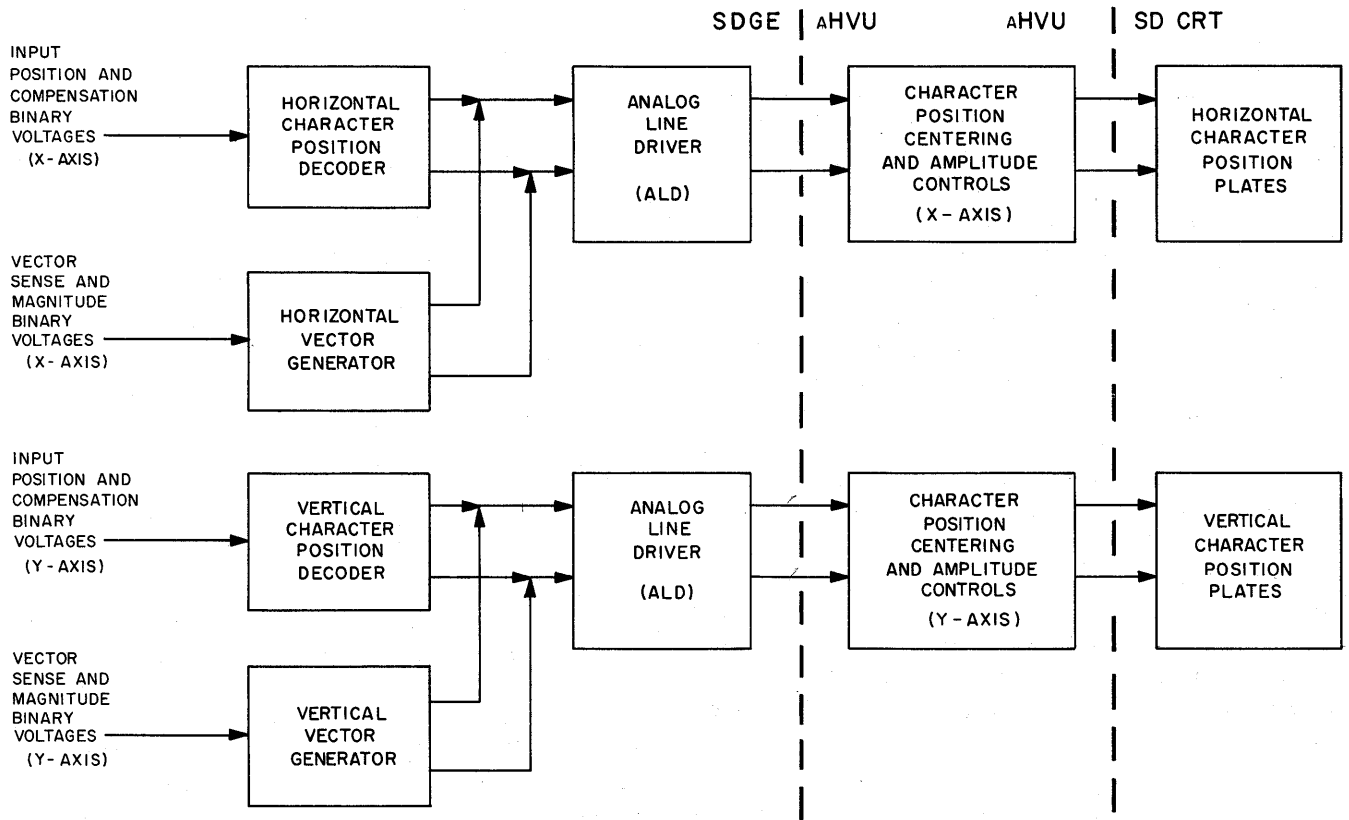 SDGE
AHVU
AHVU
SD CRT
INPUT
POSITION AND
COMPENSATION
BINARY
VOLTAGES
(X-AXIS)
HORIZONTAL
CHARACTER
POSITION
DECODER
ANALOG
LINE
DRIVER
(ALD)
CHARACTER
POSITION
CENTERING
AND AMPLITUDE
CONTROLS
(X-AXIS)
HORIZONTAL
CHARACTER
POSITION
PLATES
VECTOR
SENSE AND
MAGNITUDE
BINARY
VOLTAGES
(X-AXIS)
HORIZONTAL
VECTOR
GENERATOR
INPUT
POSITION AND
COMPENSATION
BINARY
VOLTAGES
(Y-AXIS)
VERTICAL
CHARACTER
POSITION
DECODER
ANALOG
LINE
DRIVER
(ALD)
CHARACTER
POSITION
CENTERING
AND AMPLITUDE
CONTROLS
(Y-AXIS)
VERTICAL
CHARACTER
POSITION
PLATES
VECTOR
SENSE AND
MAGNITUDE
BINARY
VOLTAGES
(Y-AXIS)
VERTICAL
VECTOR
GENERATOR